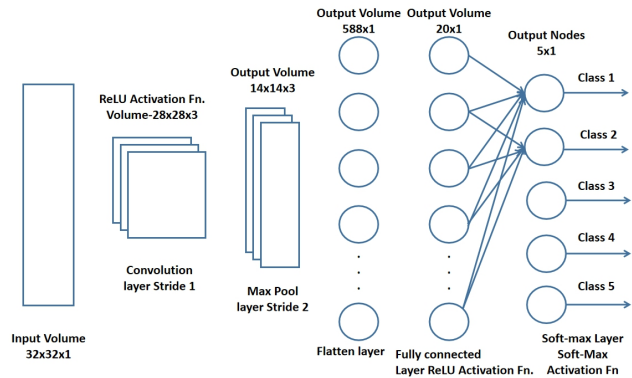 Input Volume
32x32x1
ReLU Activation Fn.
Volume-28x28x3
Convolution
layer Stride 1
Output Volume
14x14x3
Max Pool
layer Stride 2
Output Volume
588x1
Flatten layer
Output Volume
20x1
Fully connected
Layer ReLU Activation Fn.
Output Nodes
5x1
Class 1
Class 2
Class 3
Class 4
Class 5
Soft-max Layer
Soft-Max
Activation Fn